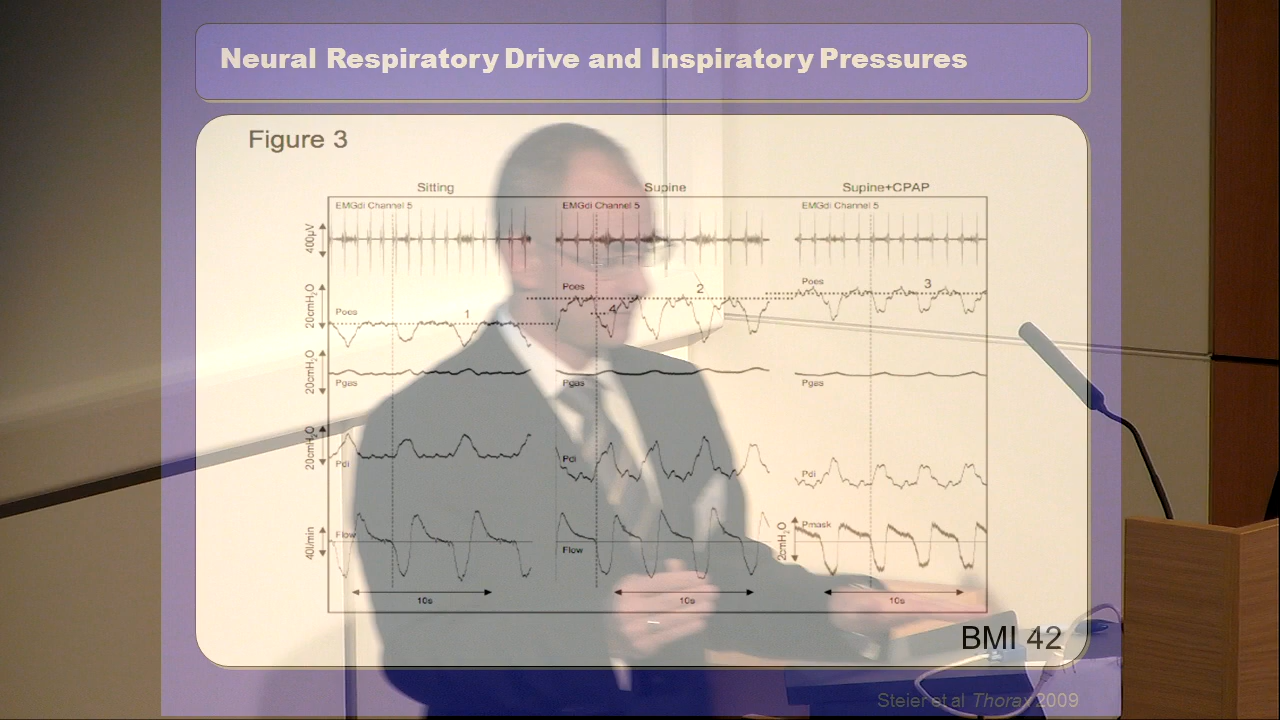 Neural Respiratory Drive and Inspiratory Pressures
Figure 3
Sitting
Supine
Supine+CPAP
EMGdi Channel 5
EMGdi Channel 5
EMGdi Channel 5
400µV
20cmH₂O
Poes
1
Poes
2
4
Poes
3
20cmH₂O
Pgas
Pgas
Pgas
20cmH₂O
Pdi
Pdi
Pdi
40l/min
Flow
Flow
2cmH₂O
Pmask
10s
10s
10s
BMI 42
Steier et al Thorax 2009